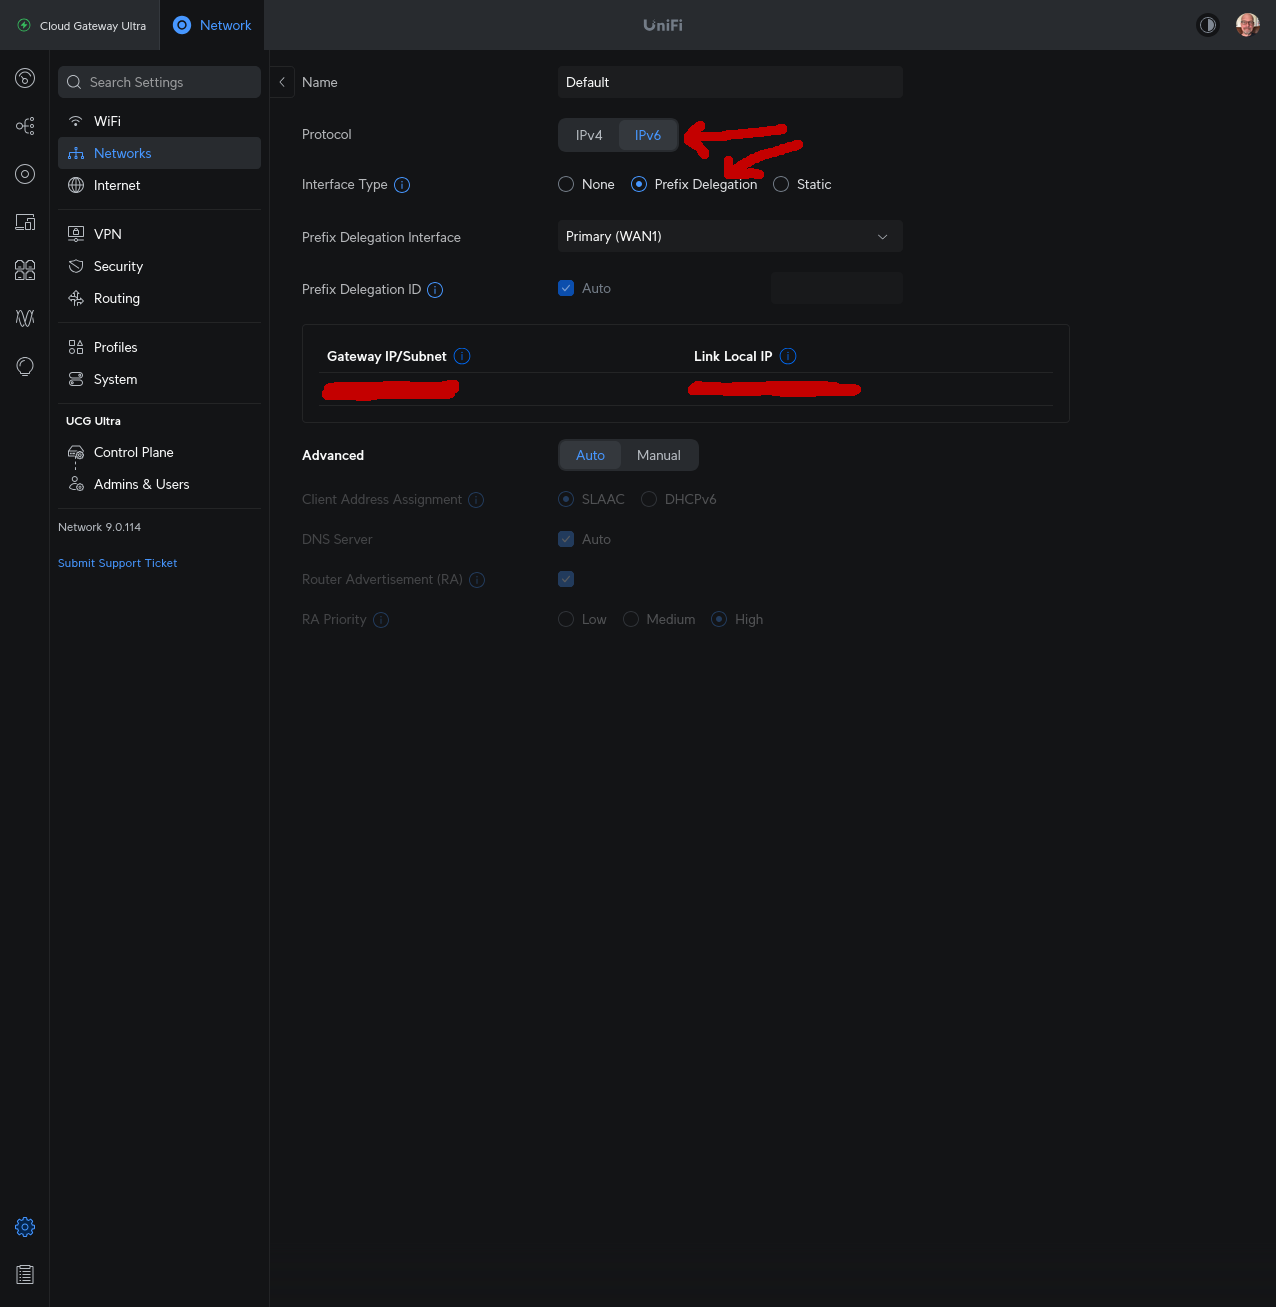 Cloud Gateway Ultra
Network
UniFi
Search Settings
WiFi
Networks
Internet
VPN
Security
Routing
Profiles
System
UCG Ultra
Control Plane
Admins & Users
Network 9.0.114
Submit Support Ticket
Name Default
Protocol IPv4 IPv6
Interface Type None Prefix Delegation Static
Prefix Delegation Interface Primary (WAN1)
Prefix Delegation ID Auto
Gateway IP/Subnet Link Local IP
Advanced Auto Manual
Client Address Assignment SLAAC DHCPv6
DNS Server Auto
Router Advertisement (RA)
RA Priority Low Medium High